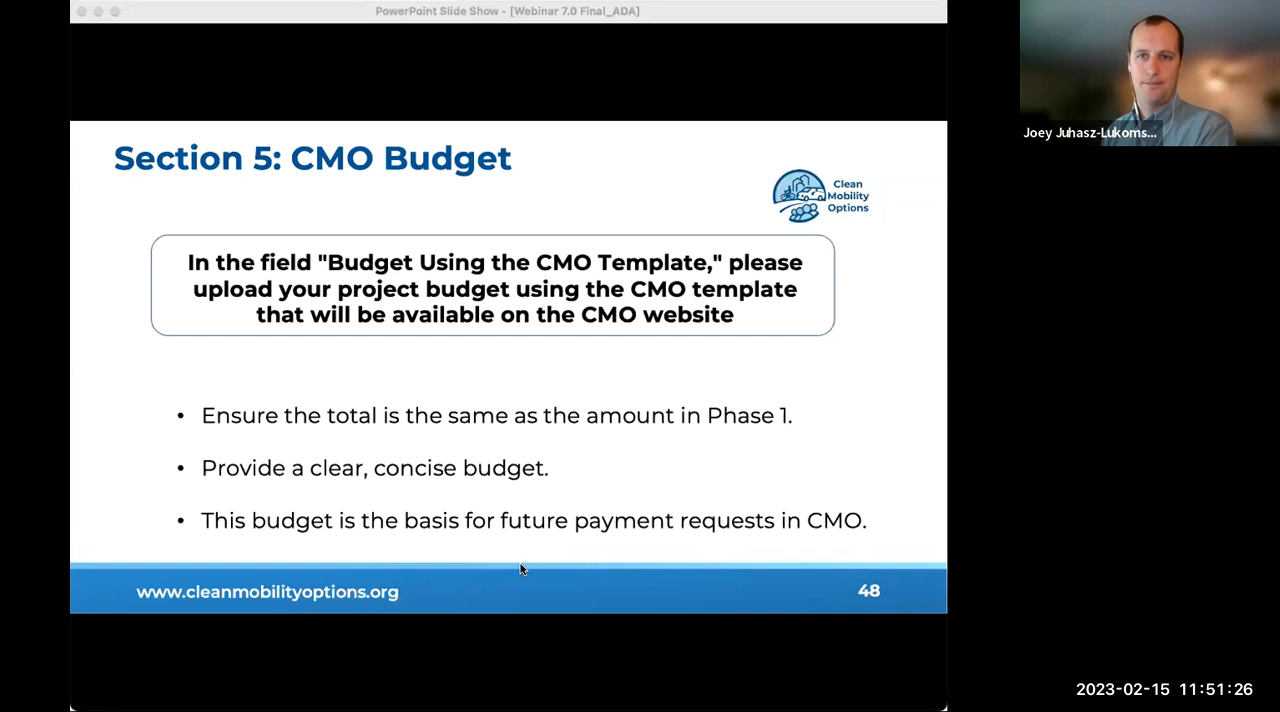 PowerPoint Slide Show - [Webinar 7.0 Final_ADA]
Joey Juhasz-Lukoms...
Section 5: CMO Budget
Clean
Mobility
Options
In the field "Budget Using the CMO Template," please
upload your project budget using the CMO template
that will be available on the CMO website
• Ensure the total is the same as the amount in Phase 1.
• Provide a clear, concise budget.
• This budget is the basis for future payment requests in CMO.
www.cleanmobilityoptions.org
48
2023-02-15 11:51:26